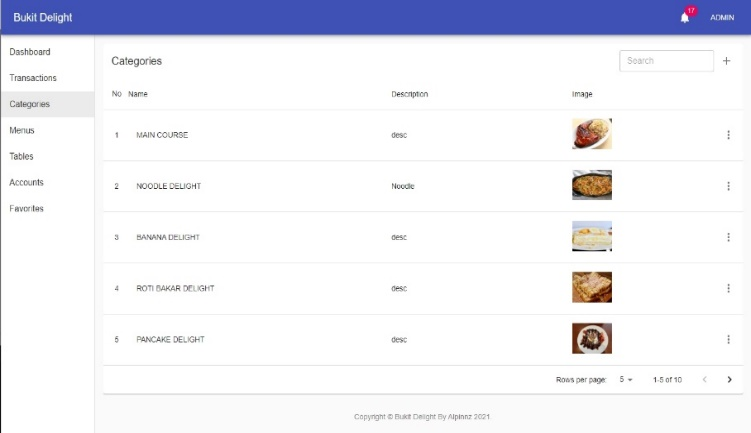 Bukit Delight
17
ADMIN
Dashboard
Transactions
Categories
Menus
Tables
Accounts
Favorites
Categories
Search
No Name Description Image
1 MAIN COURSE desc
2 NOODLE DELIGHT Noodle
3 BANANA DELIGHT desc
4 ROTI BAKAR DELIGHT desc
5 PANCAKE DELIGHT desc
Rows per page: 5 1-5 of 10
Copyright © Bukit Delight By Alpinnz 2021.